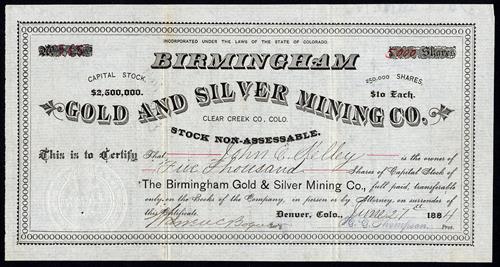 INCORPORATED UNDER THE LAWS OF THE STATE OF COLORADO.
5,000 Shares
BIRMINGHAM
CAPITAL STOCK
$2,500,000.
250,000 SHARES,
$10 Each.
GOLD AND SILVER MINING CO.
CLEAR CREEK CO., COLO.
STOCK NON-ASSESSABLE.
This is to Certify That John C. Kelley is the owner of
Five Thousand Shares of Capital Stock of
The Birmingham Gold & Silver Mining Co., full paid, transferable
only on the Books of the Company, in person or by Attorney, on surrender of
this Certificate.
Denver, Colo., June 27th 1884
Thompson Pres.